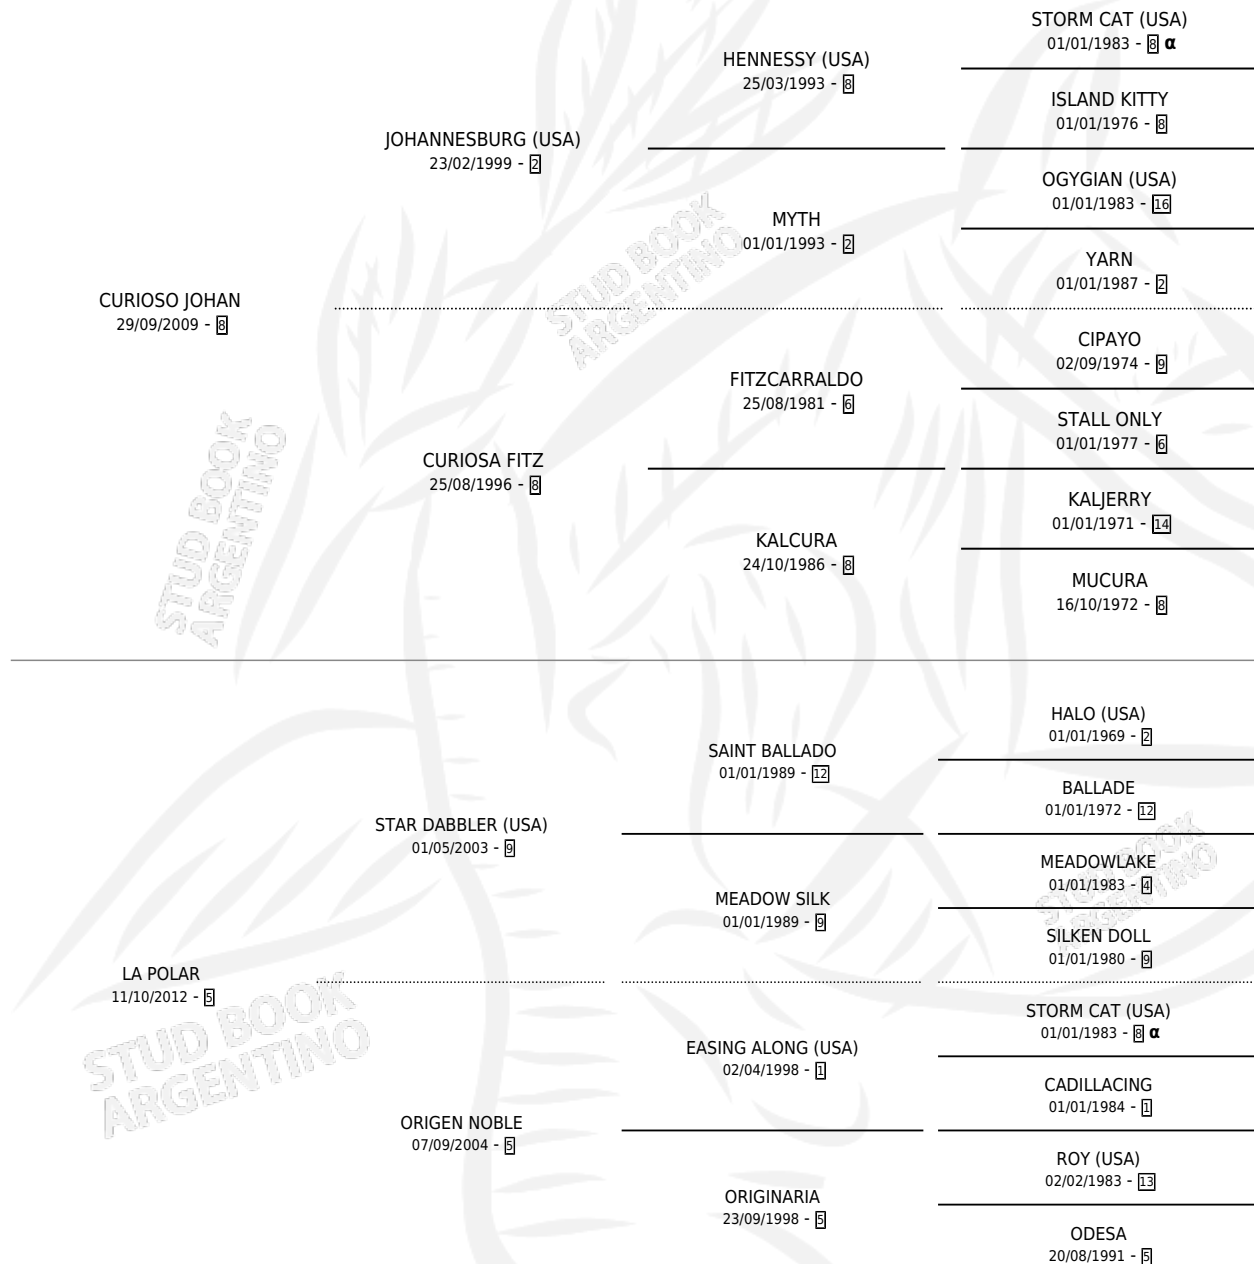 STORM CAT (USA)
01/01/1983 - 8 α
HENNESSY (USA)
25/03/1993 - 8
ISLAND KITTY
01/01/1976 - 8
JOHANNESBURG (USA)
23/02/1999 - 2
OGYGIAN (USA)
01/01/1983 - 16
MYTH
01/01/1993 - 2
YARN
01/01/1987 - 2
CURIOSO JOHAN
29/09/2009 - 8
CIPAYO
02/09/1974 - 9
FITZCARRALDO
25/08/1981 - 6
STALL ONLY
01/01/1977 - 6
CURIOSA FITZ
25/08/1996 - 8
KALJERRY
01/01/1971 - 14
KALCURA
24/10/1986 - 8
MUCURA
16/10/1972 - 8
HALO (USA)
01/01/1969 - 2
SAINT BALLADO
01/01/1989 - 12
BALLADE
01/01/1972 - 12
STAR DABBLER (USA)
01/05/2003 - 9
MEADOWLAKE
01/01/1983 - 4
MEADOW SILK
01/01/1989 - 9
SILKEN DOLL
01/01/1980 - 9
LA POLAR
11/10/2012 - 5
STORM CAT (USA)
01/01/1983 - 8 α
EASING ALONG (USA)
02/04/1998 - 1
CADILLACING
01/01/1984 - 1
ORIGEN NOBLE
07/09/2004 - 5
ROY (USA)
02/02/1983 - 13
ORIGINARIA
23/09/1998 - 5
ODESA
20/08/1991 - 5
STUD BOOK
ARGENTINO
STUD BOOK
ARGENTINO
STUD BOOK
ARGENTINO
STUD BOOK
ARGENTINO